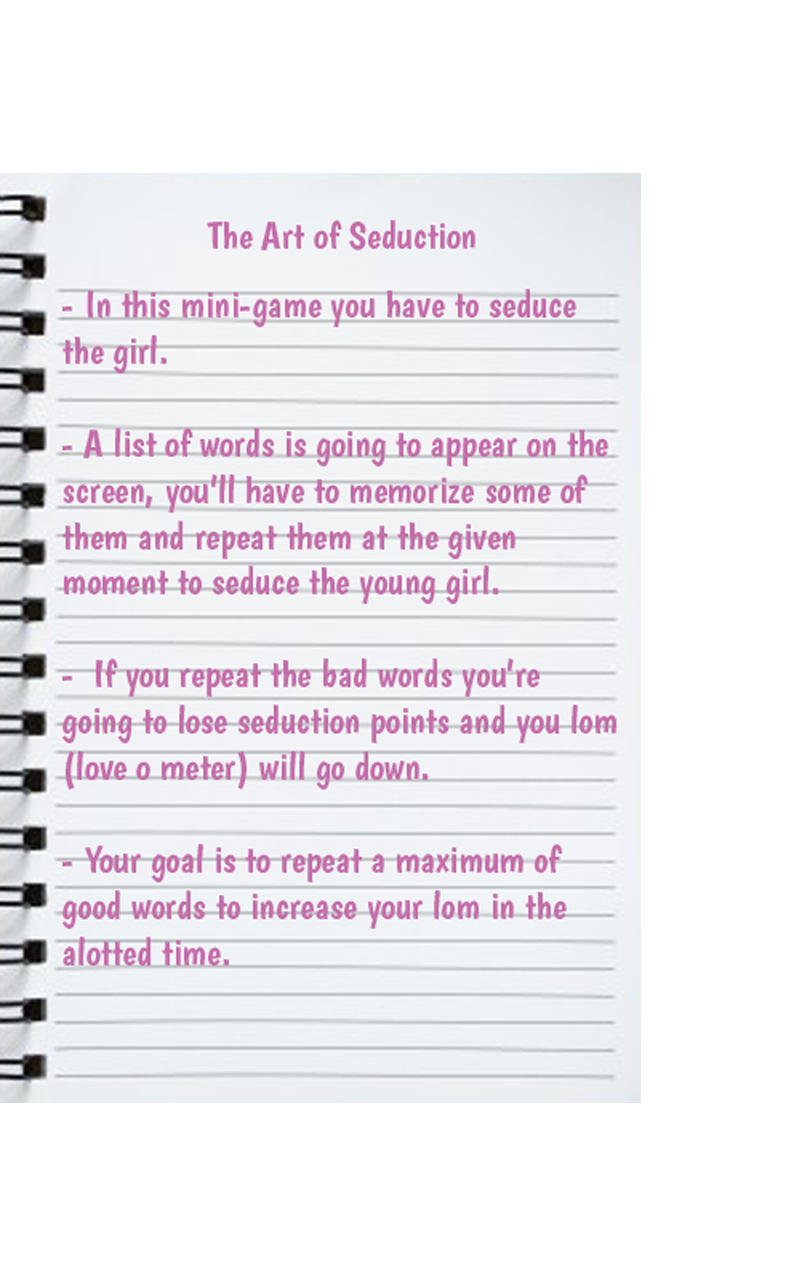 The Art of Seduction
- In this mini-game you have to seduce
the girl.
- A list of words is going to appear on the
screen, you'll have to memorize some of
them and repeat them at the given
moment to seduce the young girl.
-  If you repeat the bad words you're
going to lose seduction points and you lom
(love o meter) will go down.
- Your goal is to repeat a maximum of
good words to increase your lom in the
alotted time.